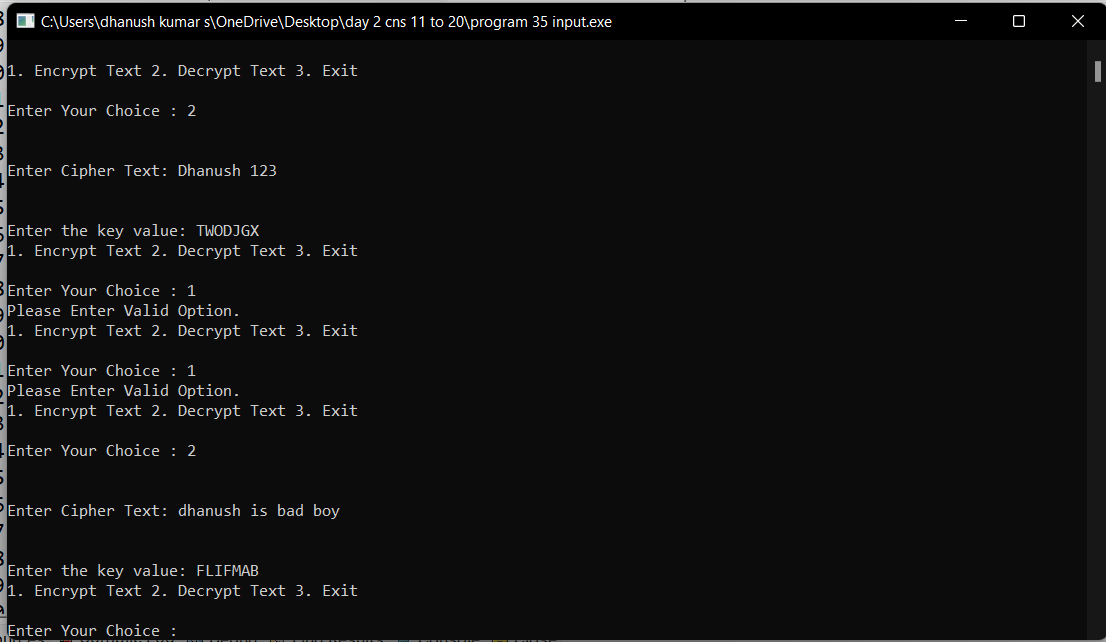 C:\Users\dhanush kumar s\OneDrive\Desktop\day 2 cns 11 to 20\program 35 input.exe
1. Encrypt Text 2. Decrypt Text 3. Exit
Enter Your Choice : 2
Enter Cipher Text: Dhanush 123
Enter the key value: TWODJGX
1. Encrypt Text 2. Decrypt Text 3. Exit
Enter Your Choice : 1
Please Enter Valid Option.
1. Encrypt Text 2. Decrypt Text 3. Exit
Enter Your Choice : 1
Please Enter Valid Option.
1. Encrypt Text 2. Decrypt Text 3. Exit
Enter Your Choice : 2
Enter Cipher Text: dhanush is bad boy
Enter the key value: FLIFMAB
1. Encrypt Text 2. Decrypt Text 3. Exit
Enter Your Choice :